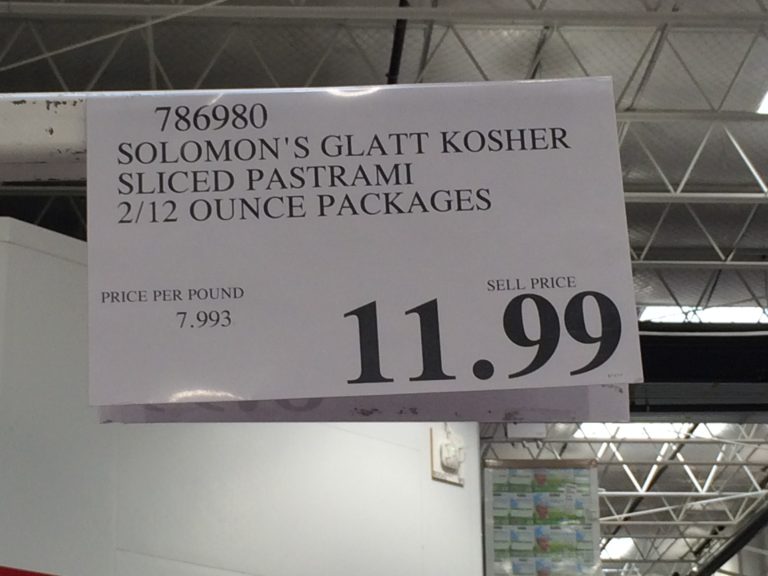 786980
SOLOMON'S GLATT KOSHER
SLICED PASTRAMI
2/12 OUNCE PACKAGES
PRICE PER POUND
7.993
SELL PRICE
11.99